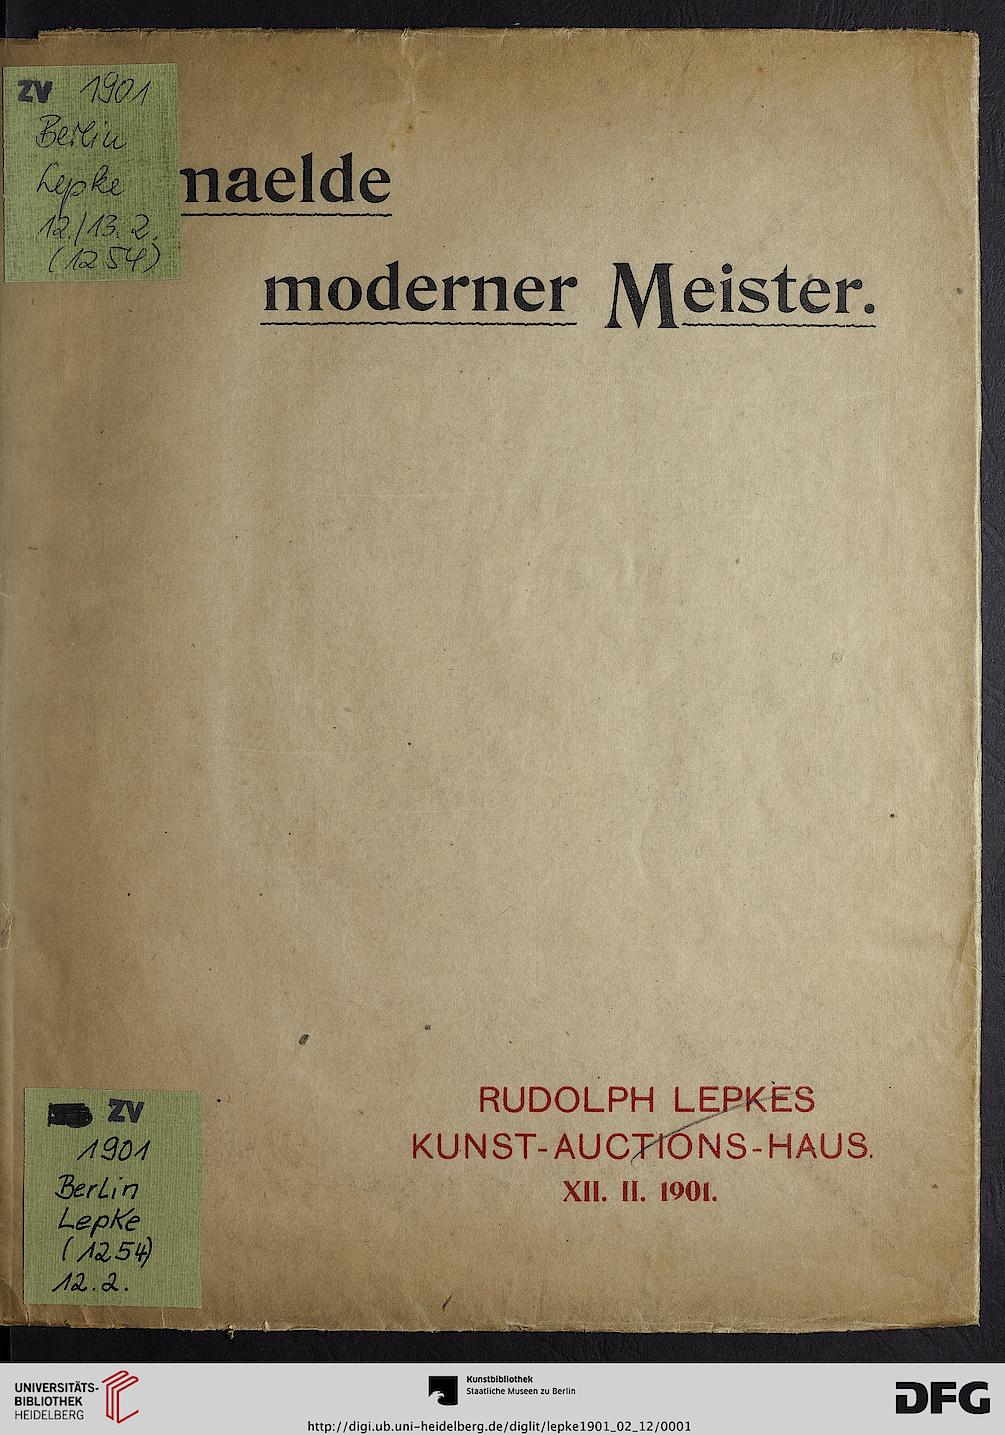 ZV 1901
Berlin
Lepke
12./13. 2.
(1254)
maelde
moderner Meister.
RUDOLPH LEPKES
KUNST-AUCTIONS-HAUS.
XII. II. 1901.
ZV
1901
Berlin
Lepke
(1254)
12.2.
UNIVERSITÄTS-
BIBLIOTHEK
HEIDELBERG
Kunstbibliothek
Staatliche Museen zu Berlin
DFG
http://digi.ub.uni-heidelberg.de/diglit/lepke1901_02_12/0001